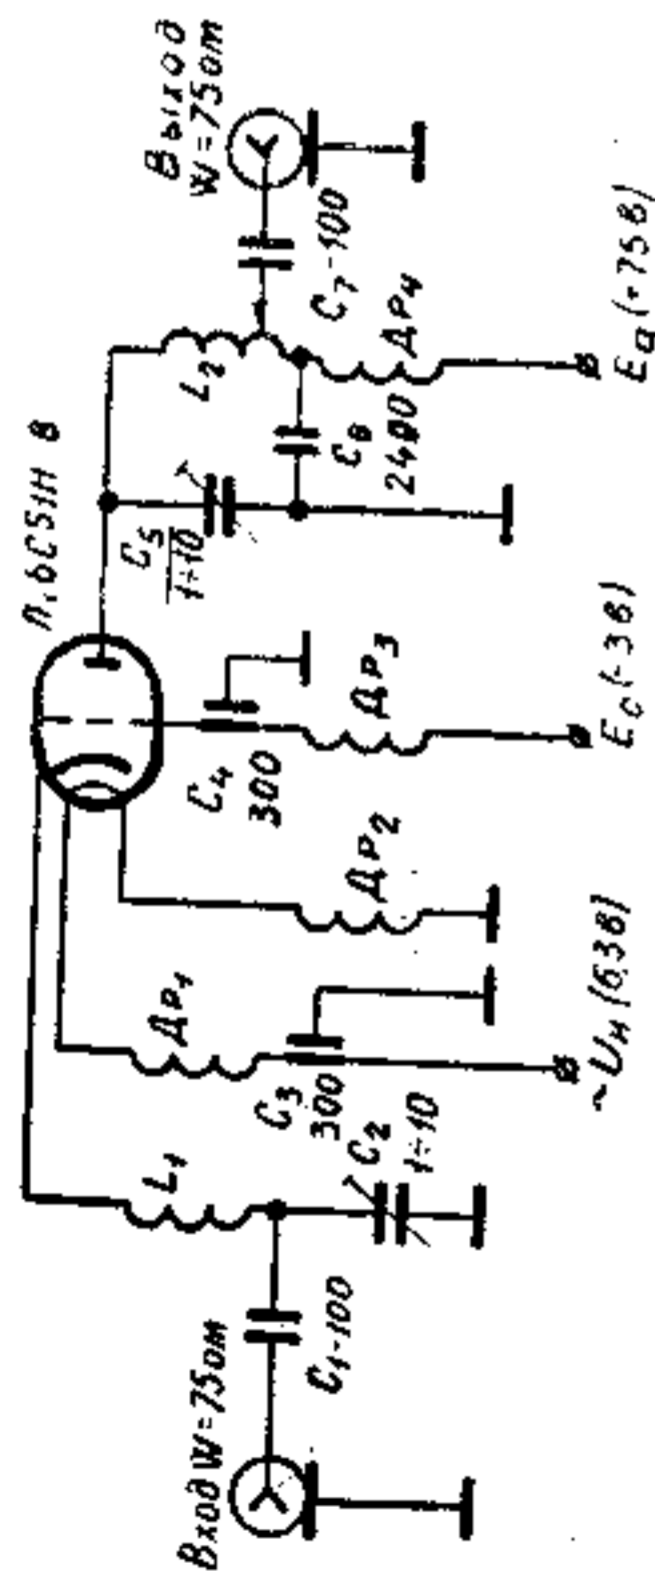 Вход W=75ом
C1-100
L1
C2
1÷10
C3
300
Др1
Др2
C4
300
Др3
Л1 6С51Н В
C5
1÷10
L2
C6
2400
C7-100
Др4
Выход
W=75ом
~Uн (6,3в)
Eс (-3в)
Eа (+75в)